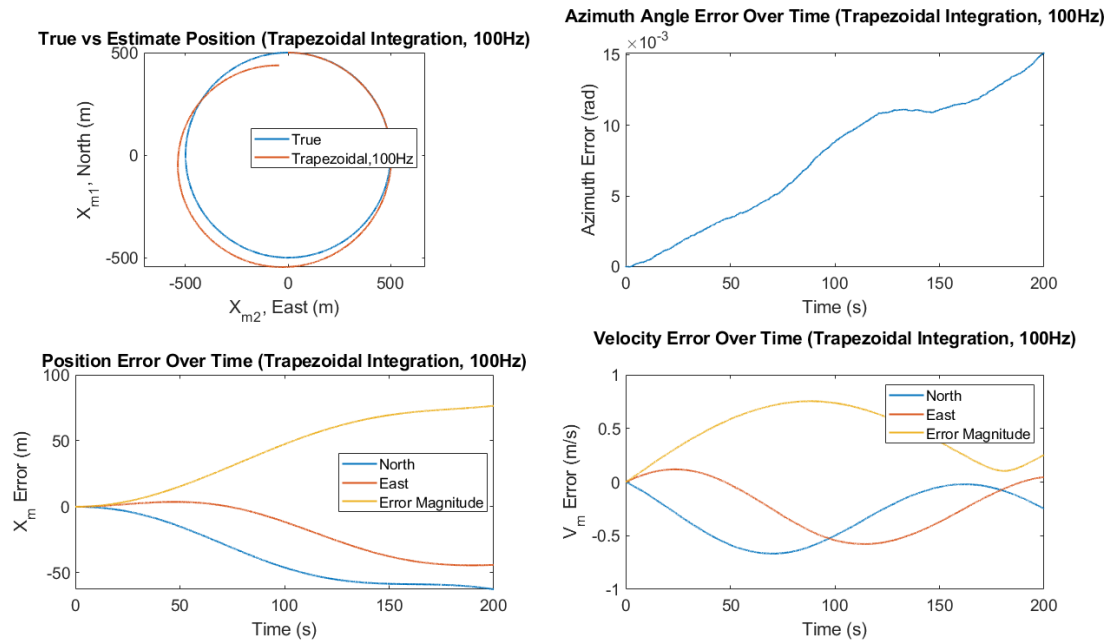 True vs Estimate Position (Trapezoidal Integration, 100Hz)
500
0
-500
-500
0
500
X_m1, North (m)
X_m2, East (m)
True
Trapezoidal,100Hz
Azimuth Angle Error Over Time (Trapezoidal Integration, 100Hz)
×10^-3
15
10
5
0
0
50
100
150
200
Azimuth Error (rad)
Time (s)
Position Error Over Time (Trapezoidal Integration, 100Hz)
100
50
0
-50
0
50
100
150
200
X_m Error (m)
Time (s)
North
East
Error Magnitude
Velocity Error Over Time (Trapezoidal Integration, 100Hz)
1
0.5
0
-0.5
-1
0
50
100
150
200
V_m Error (m/s)
Time (s)
North
East
Error Magnitude